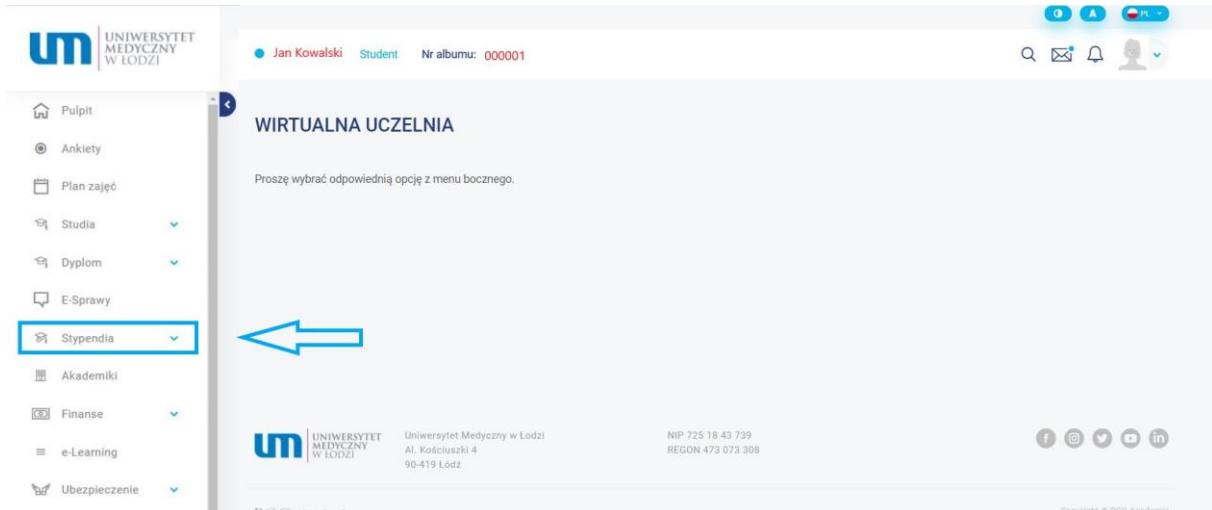 A PL
UNIWERSYTET
MEDYCZNY
W ŁODZI
Jan Kowalski Student Nr albumu: 000001
Pulpit
Ankiety
Plan zajęć
Studia
Dyplom
E-Sprawy
Stypendia
Akademiki
Finanse
e-Learning
Ubezpieczenie
WIRTUALNA UCZELNIA
Proszę wybrać odpowiednią opcję z menu bocznego.
um UNIWERSYTET
MEDYCZNY
W ŁODZI
Uniwersytet Medyczny w Łodzi
Al. Kościuszki 4
90-419 Łódź
NIP 725 18 43 739
REGON 473 073 308